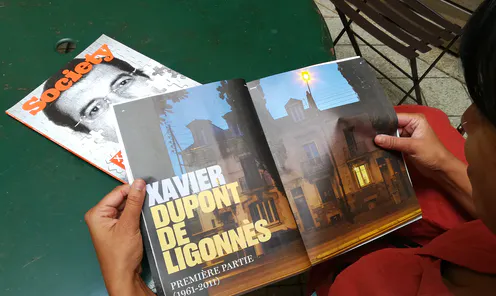 Society
XAVIER
DUPONT
DE
LIGONNÈS
PREMIÈRE PARTIE
(1961-2011)